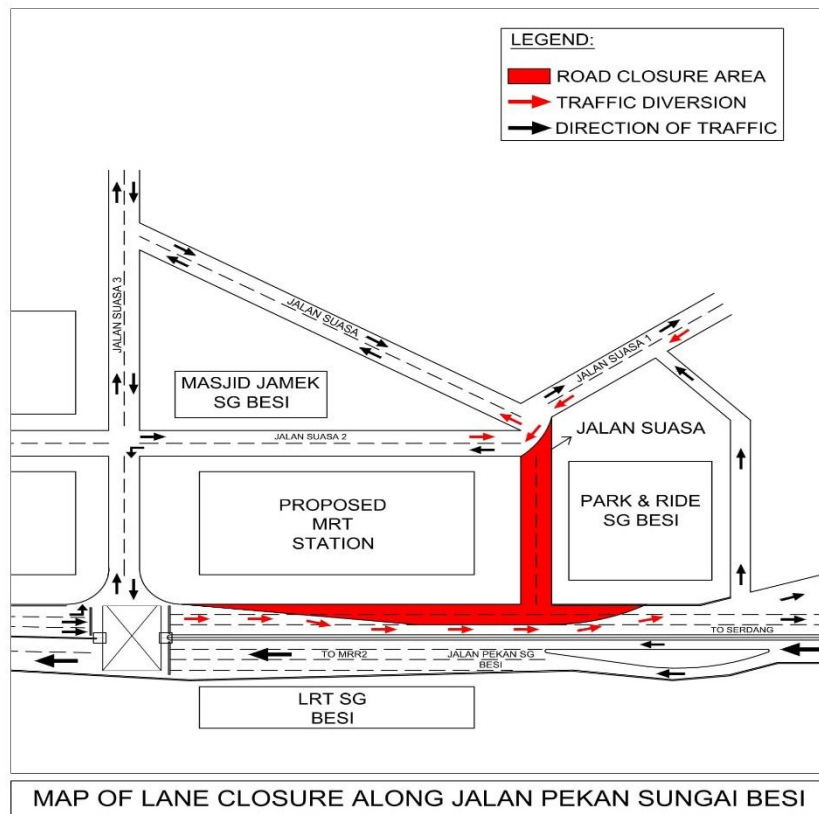 LEGEND:
ROAD CLOSURE AREA
TRAFFIC DIVERSION
DIRECTION OF TRAFFIC
JALAN SUASA 3
JALAN SUASA
JALAN SUASA 1
MASJID JAMEK
SG BESI
JALAN SUASA 2
JALAN SUASA
PROPOSED
MRT
STATION
PARK & RIDE
SG BESI
TO SERDANG
TO MRR2
JALAN PEKAN SG
BESI
LRT SG
BESI
MAP OF LANE CLOSURE ALONG JALAN PEKAN SUNGAI BESI